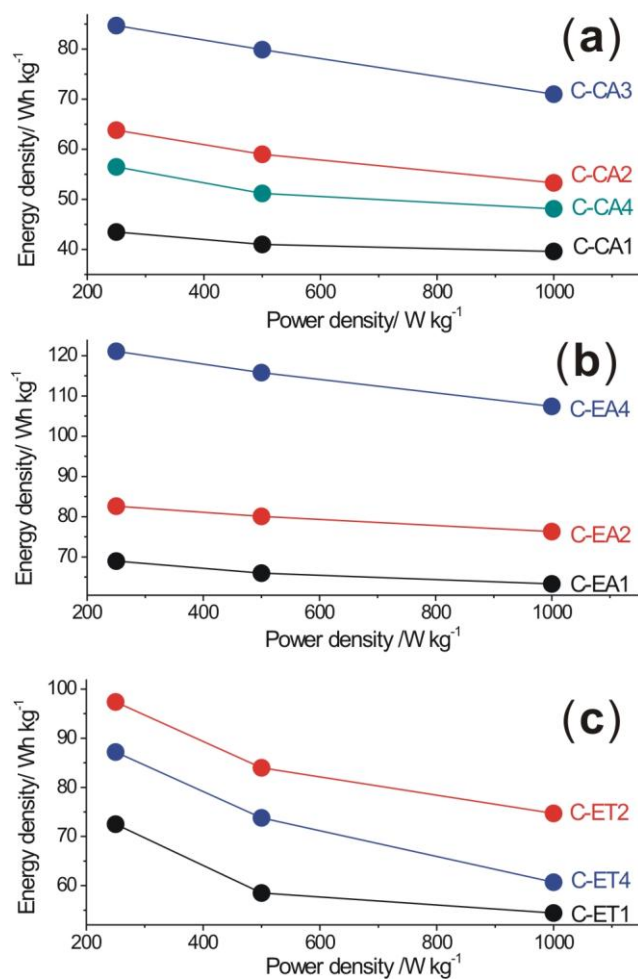 (a)
80
70
60
50
40
Energy density/ Wh kg-1
C-CA3
C-CA2
C-CA4
C-CA1
200 400 600 800 1000
Power density/ W kg-1
(b)
120
110
100
90
80
70
Energy density/ Wh kg-1
C-EA4
C-EA2
C-EA1
200 400 600 800 1000
Power density /W kg-1
(c)
100
90
80
70
60
Energy density/ Wh kg-1
C-ET2
C-ET4
C-ET1
200 400 600 800 1000
Power density/ W kg-1